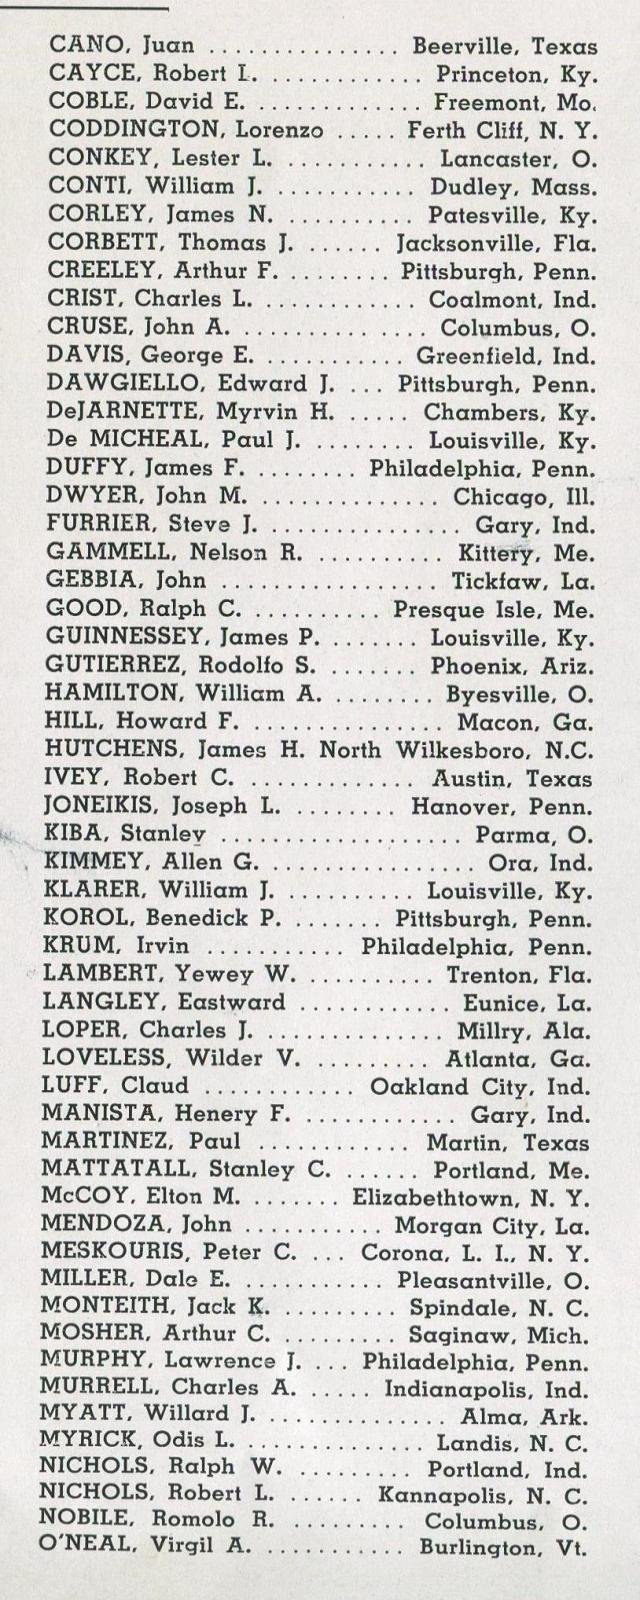 CANO, Juan ............... Beerville, Texas
CAYCE, Robert L. ............ Princeton, Ky.
COBLE, David E. ............. Freemont, Mo.
CODDINGTON, Lorenzo ..... Ferth Cliff, N. Y.
CONKEY, Lester L. ........... Lancaster, O.
CONTI, William J. ........... Dudley, Mass.
CORLEY, James N. .......... Patesville, Ky.
CORBETT, Thomas J. ...... Jacksonville, Fla.
CREELEY, Arthur F. ........ Pittsburgh, Penn.
CRIST, Charles L. ............ Coalmont, Ind.
CRUSE, John A. .............. Columbus, O.
DAVIS, George E. ........... Greenfield, Ind.
DAWGIELLO, Edward J. ... Pittsburgh, Penn.
DeJARNETTE, Myrvin H. ..... Chambers, Ky.
De MICHEAL, Paul J. ........ Louisville, Ky.
DUFFY, James F. ........ Philadelphia, Penn.
DWYER, John M. .............. Chicago, Ill.
FURRIER, Steve J. .............. Gary, Ind.
GAMMELL, Nelson R. ........... Kittery, Me.
GEBBIA, John ................. Tickfaw, La.
GOOD, Ralph C. .......... Presque Isle, Me.
GUINNESSEY, James P. ....... Louisville, Ky.
GUTIERREZ, Rodolfo S. ....... Phoenix, Ariz.
HAMILTON, William A. ........ Byesville, O.
HILL, Howard F. ................ Macon, Ga.
HUTCHENS, James H. North Wilkesboro, N.C.
IVEY, Robert C. ............. Austin, Texas
JONEIKIS, Joseph L. ........ Hanover, Penn.
KIBA, Stanley ................... Parma, O.
KIMMEY, Allen G. ................ Ora, Ind.
KLARER, William J. .......... Louisville, Ky.
KOROL, Benedick P. ....... Pittsburgh, Penn.
KRUM, Irvin ........... Philadelphia, Penn.
LAMBERT, Yewey W. .......... Trenton, Fla.
LANGLEY, Eastward ............ Eunice, La.
LOPER, Charles J. ............. Millry, Ala.
LOVELESS, Wilder V. ......... Atlanta, Ga.
LUFF, Claud ............ Oakland City, Ind.
MANISTA, Henery F. ............ Gary, Ind.
MARTINEZ, Paul ............ Martin, Texas
MATTATALL, Stanley C. ...... Portland, Me.
McCOY, Elton M. ....... Elizabethtown, N. Y.
MENDOZA, John ........... Morgan City, La.
MESKOURIS, Peter C. ... Corona, L. I., N. Y.
MILLER, Dale E. ........... Pleasantville, O.
MONTEITH, Jack K. ......... Spindale, N. C.
MOSHER, Arthur C. ......... Saginaw, Mich.
MURPHY, Lawrence J. ... Philadelphia, Penn.
MURRELL, Charles A. ..... Indianapolis, Ind.
MYATT, Willard J. .............. Alma, Ark.
MYRICK, Odis L. .............. Landis, N. C.
NICHOLS, Ralph W. ......... Portland, Ind.
NICHOLS, Robert L. ...... Kannapolis, N. C.
NOBILE, Romolo R. ......... Columbus, O.
O'NEAL, Virgil A. ........... Burlington, Vt.